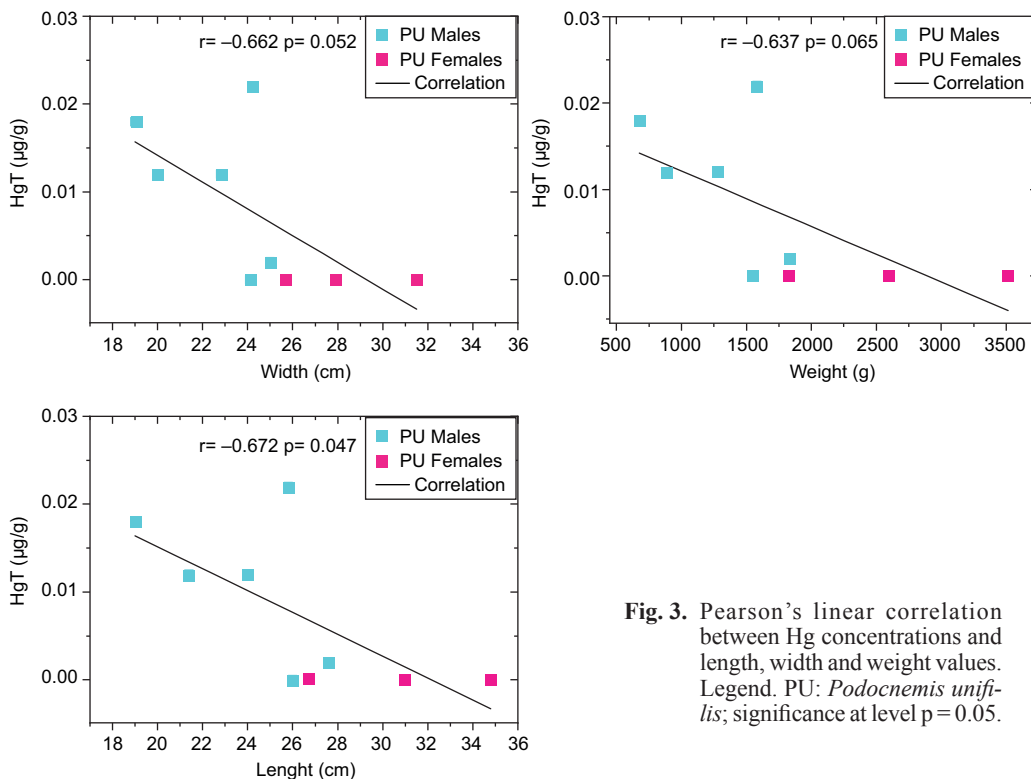 0.03
0.02
0.01
0.00
HgT (µg/g)
r= –0.662 p= 0.052
PU Males
PU Females
Correlation
18 20 22 24 26 28 30 32 34 36
Width (cm)
0.03
0.02
0.01
0.00
HgT (µg/g)
r= –0.637 p= 0.065
PU Males
PU Females
Correlation
500 1000 1500 2000 2500 3000 3500
Weight (g)
0.03
0.02
0.01
0.00
HgT (µg/g)
r= –0.672 p= 0.047
PU Males
PU Females
Correlation
18 20 22 24 26 28 30 32 34 36
Lenght (cm)
Fig. 3. Pearson's linear correlation
between Hg concentrations and
length, width and weight values.
Legend. PU: Podocnemis unifi-
lis; significance at level p = 0.05.